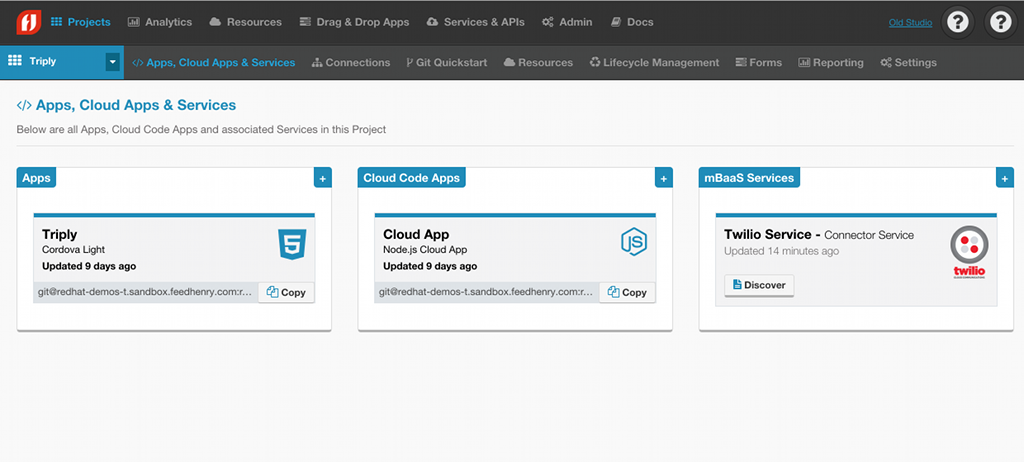 Projects Analytics Resources Drag & Drop Apps Services & APIs Admin Docs Old Studio ? ?
Triply </> Apps, Cloud Apps & Services Connections Git Quickstart Resources Lifecycle Management Forms Reporting Settings
</> Apps, Cloud Apps & Services
Below are all Apps, Cloud Code Apps and associated Services in this Project
Apps +
Triply
Cordova Light
Updated 9 days ago
git@redhat-demos-t.sandbox.feedhenry.com:r... Copy
Cloud Code Apps +
Cloud App
Node.js Cloud App
Updated 9 days ago
git@redhat-demos-t.sandbox.feedhenry.com:r... Copy
JS
mBaaS Services +
Twilio Service - Connector Service
Updated 14 minutes ago
Discover
twilio